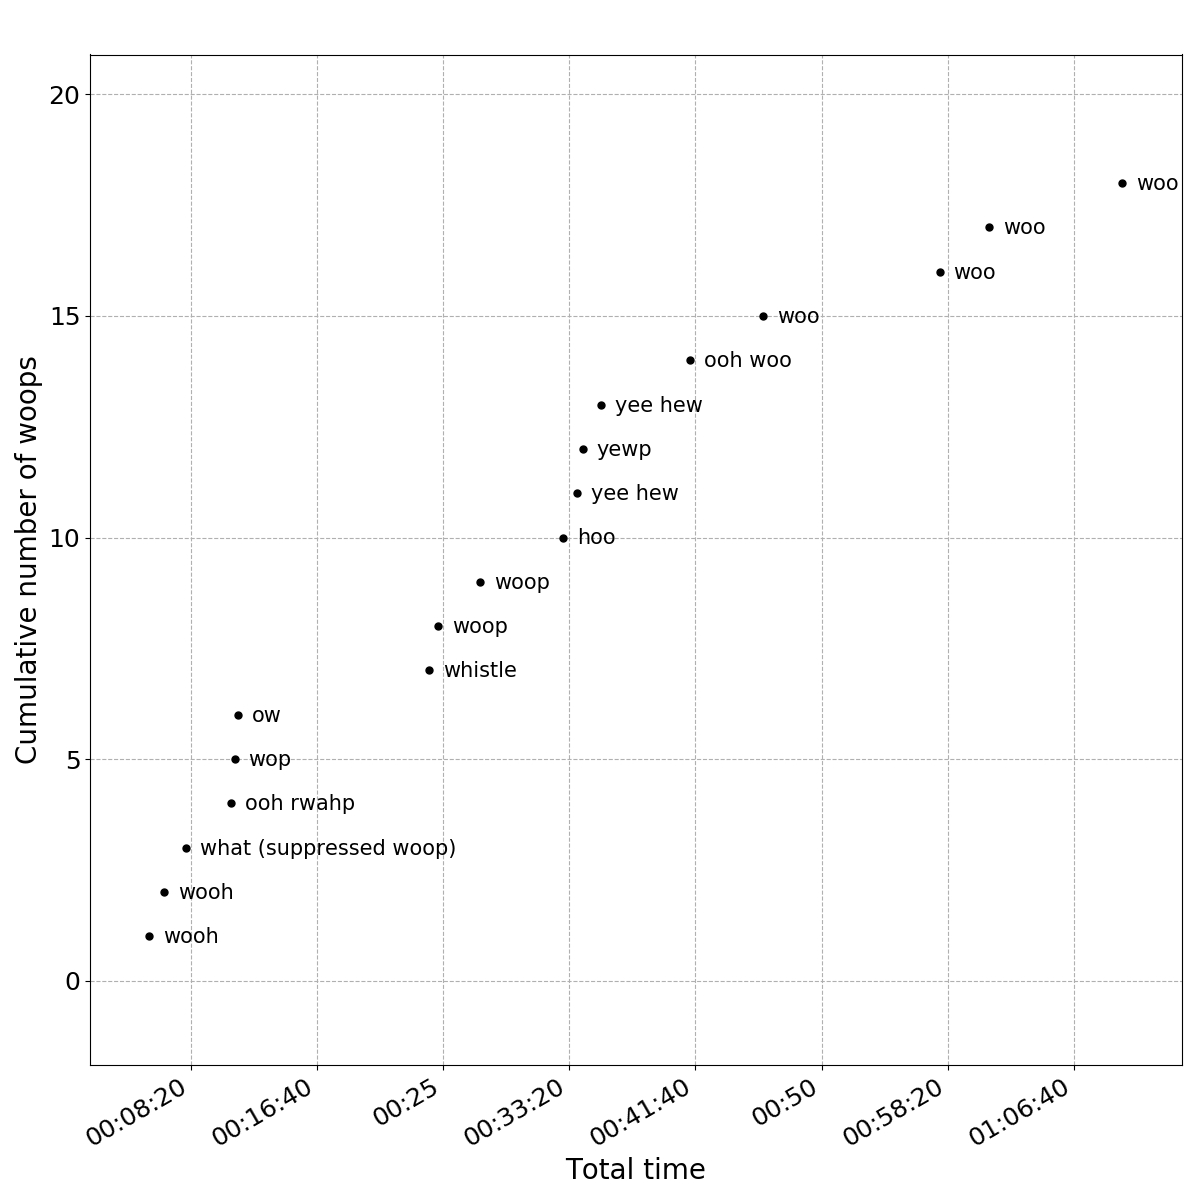 20
woo
woo
woo
15
woo
ooh woo
yee hew
yewp
yee hew
10
hoo
woop
woop
whistle
ow
5
wop
ooh rwahp
what (suppressed woop)
wooh
wooh
0
Cumulative number of woops
00:08:20
00:16:40
00:25
00:33:20
00:41:40
00:50
00:58:20
01:06:40
Total time